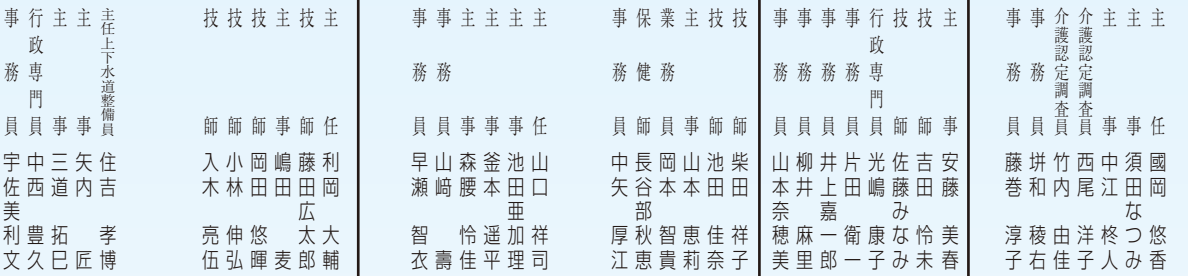 主任 國岡 悠香
主事 須田 なつみ
主事 中江 柊人
介護認定調査員 西尾 洋子
介護認定調査員 竹内 由佳
事務員 垪和 稜右
事務員 藤巻 淳子
主事 安藤 美春
技師 吉田 怜未
技師 佐藤 みなみ
行政専門員 光嶋 康子
事務員 片田 衛一
事務員 井上 嘉一郎
事務員 柳井 麻里
事務員 山本 奈穂美
技師 柴田 祥子
技師 池田 佳奈
主事 山本 恵莉
業務員 岡本 智貴
保健師 長谷部 秋恵
事務員 中矢 厚江
主任 山口 祥司
主事 池田 亜加理
主事 釜本 遥平
主事 森腰 怜佳
事務員 山﨑 壽
事務員 早瀬 智衣
主任 利岡 大輔
技師 藤田 広太郎
主事 嶋田 麦
技師 岡田 悠暉
技師 小林 伸弘
技師 入木 亮伍
主任上下水道整備員 住吉 孝博
主事 矢内 匠
主事 三道 拓巳
行政専門員 中西 豊久
事務員 宇佐美 利文